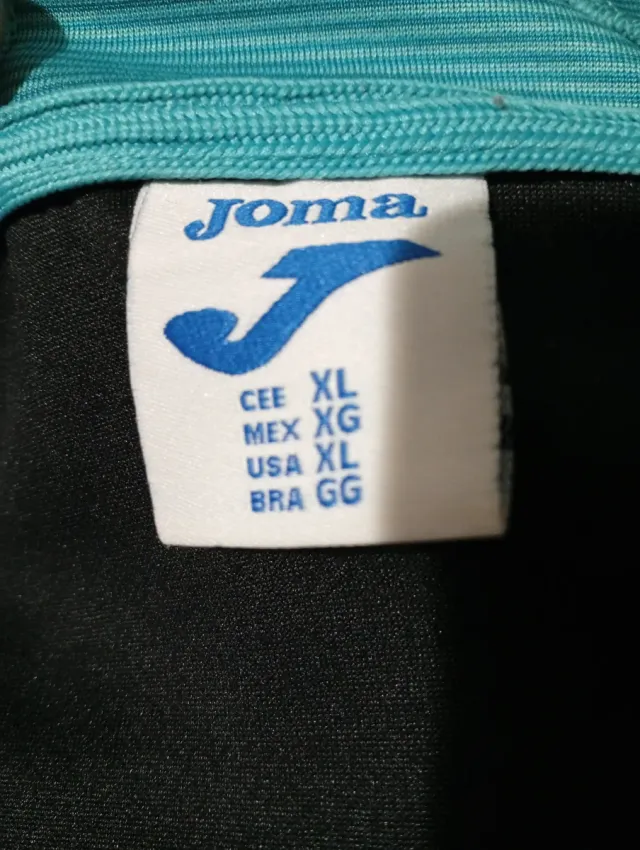 Joma
CEE XL
MEX XG
USA XL
BRA GG